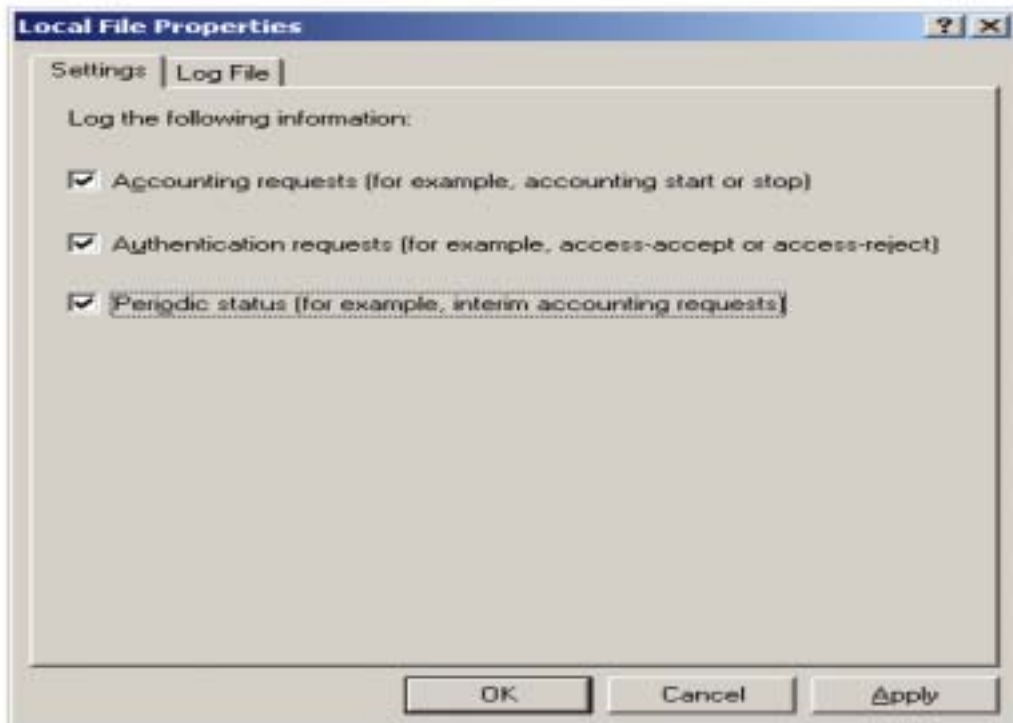 Local File Properties
Settings
Log File
Log the following information:
Accounting requests (for example, accounting start or stop)
Authentication requests (for example, access-accept or access-reject)
Periodic status (for example, interim accounting requests)
OK
Cancel
Apply